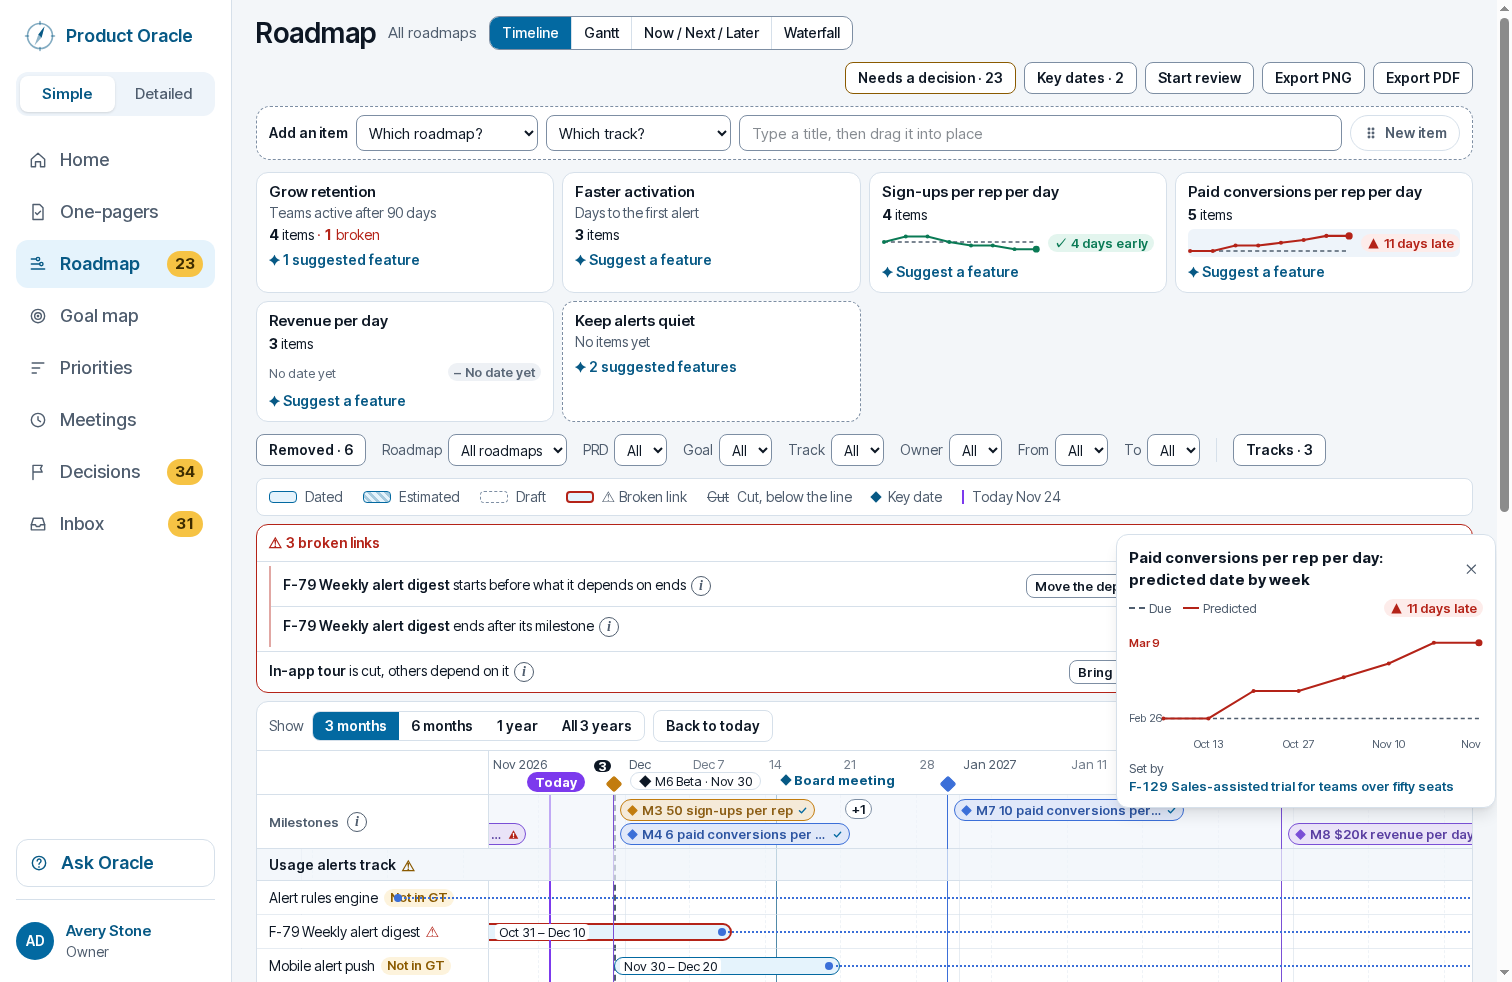 Product Oracle
Simple
Detailed
Home
One-pagers
Roadmap 23
Goal map
Priorities
Meetings
Decisions 34
Inbox 31
Ask Oracle
AD
Avery Stone
Owner
Roadmap All roadmaps Timeline Gantt Now / Next / Later Waterfall
Needs a decision · 23 Key dates · 2 Start review Export PNG Export PDF
Add an item Which roadmap? Which track? Type a title, then drag it into place New item
Grow retention
Teams active after 90 days
4 items · 1 broken
1 suggested feature
Faster activation
Days to the first alert
3 items
Suggest a feature
Sign-ups per rep per day
4 items
✓ 4 days early
Suggest a feature
Paid conversions per rep per day
5 items
▲ 11 days late
Suggest a feature
Revenue per day
3 items
No date yet – No date yet
Suggest a feature
Keep alerts quiet
No items yet
2 suggested features
Removed · 6 Roadmap All roadmaps PRD All Goal All Track All Owner All From All To All Tracks · 3
Dated Estimated Draft ⚠ Broken link Cut Cut, below the line Key date Today Nov 24
⚠ 3 broken links
F-79 Weekly alert digest starts before what it depends on ends i Move the dep
F-79 Weekly alert digest ends after its milestone i
In-app tour is cut, others depend on it i Bring
Paid conversions per rep per day:
predicted date by week
Due Predicted ▲ 11 days late
Mar 9
Feb 26
Oct 13 Oct 27 Nov 10 Nov
Set by
F-129 Sales-assisted trial for teams over fifty seats
Show 3 months 6 months 1 year All 3 years Back to today
Nov 2026 3 Dec Dec 7 14 21 28 Jan 2027 Jan 11
Today M6 Beta · Nov 30 Board meeting
Milestones i
M3 50 sign-ups per rep ✓ +1 M7 10 paid conversions per... ✓
... M4 6 paid conversions per ... ✓ M8 $20k revenue per day
Usage alerts track ⚠
Alert rules engine Not in GT
F-79 Weekly alert digest ⚠ Oct 31 – Dec 10
Mobile alert push Not in GT Nov 30 – Dec 20